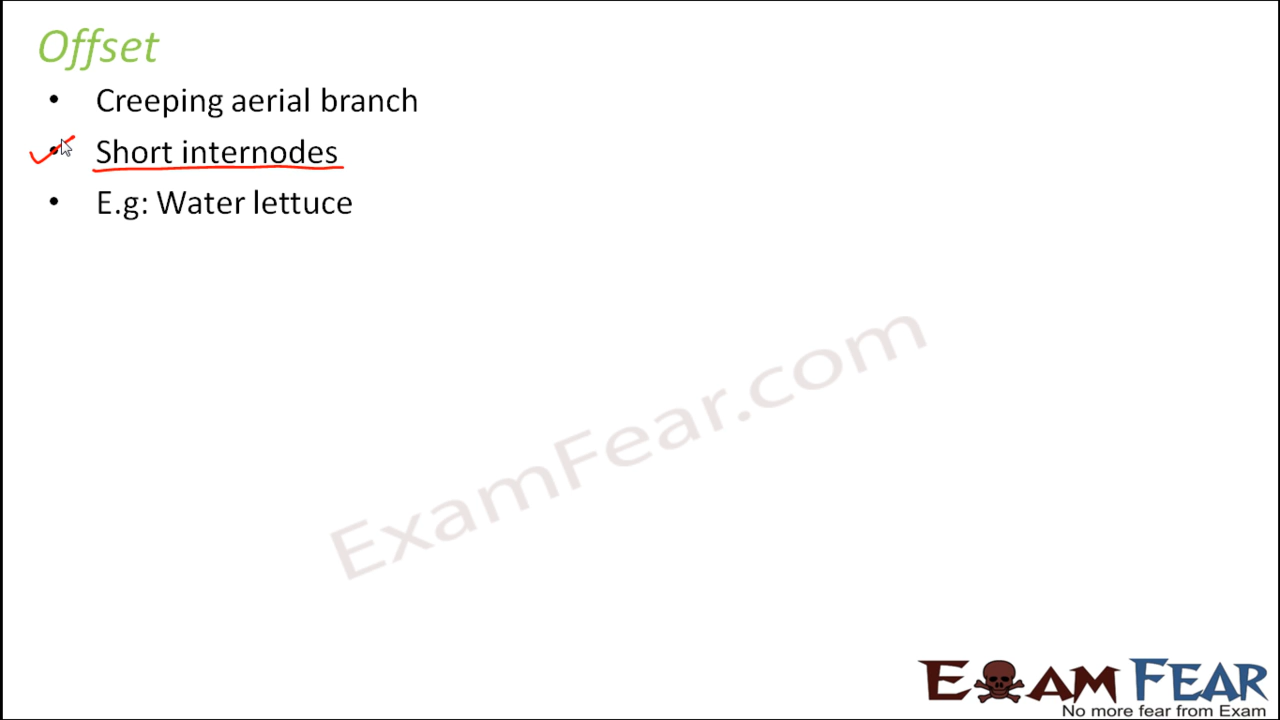 Offset
• Creeping aerial branch
• Short internodes
• E.g: Water lettuce
ExamFear.com
EXAM FEAR
No more fear from Exam